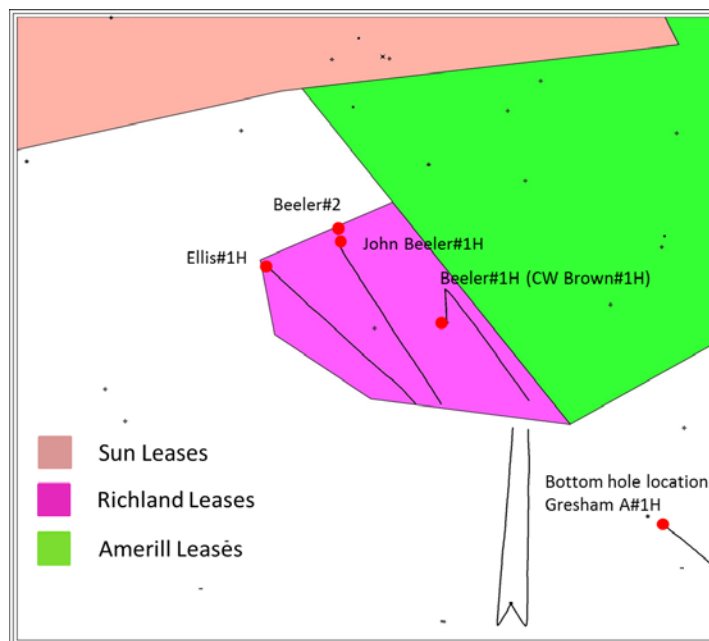 Beeler#2
John Beeler#1H
Ellis#1H
Beeler#1H (CW Brown#1H)
Sun Leases
Richland Leases
Amerill Leases
Bottom hole location
Gresham A#1H